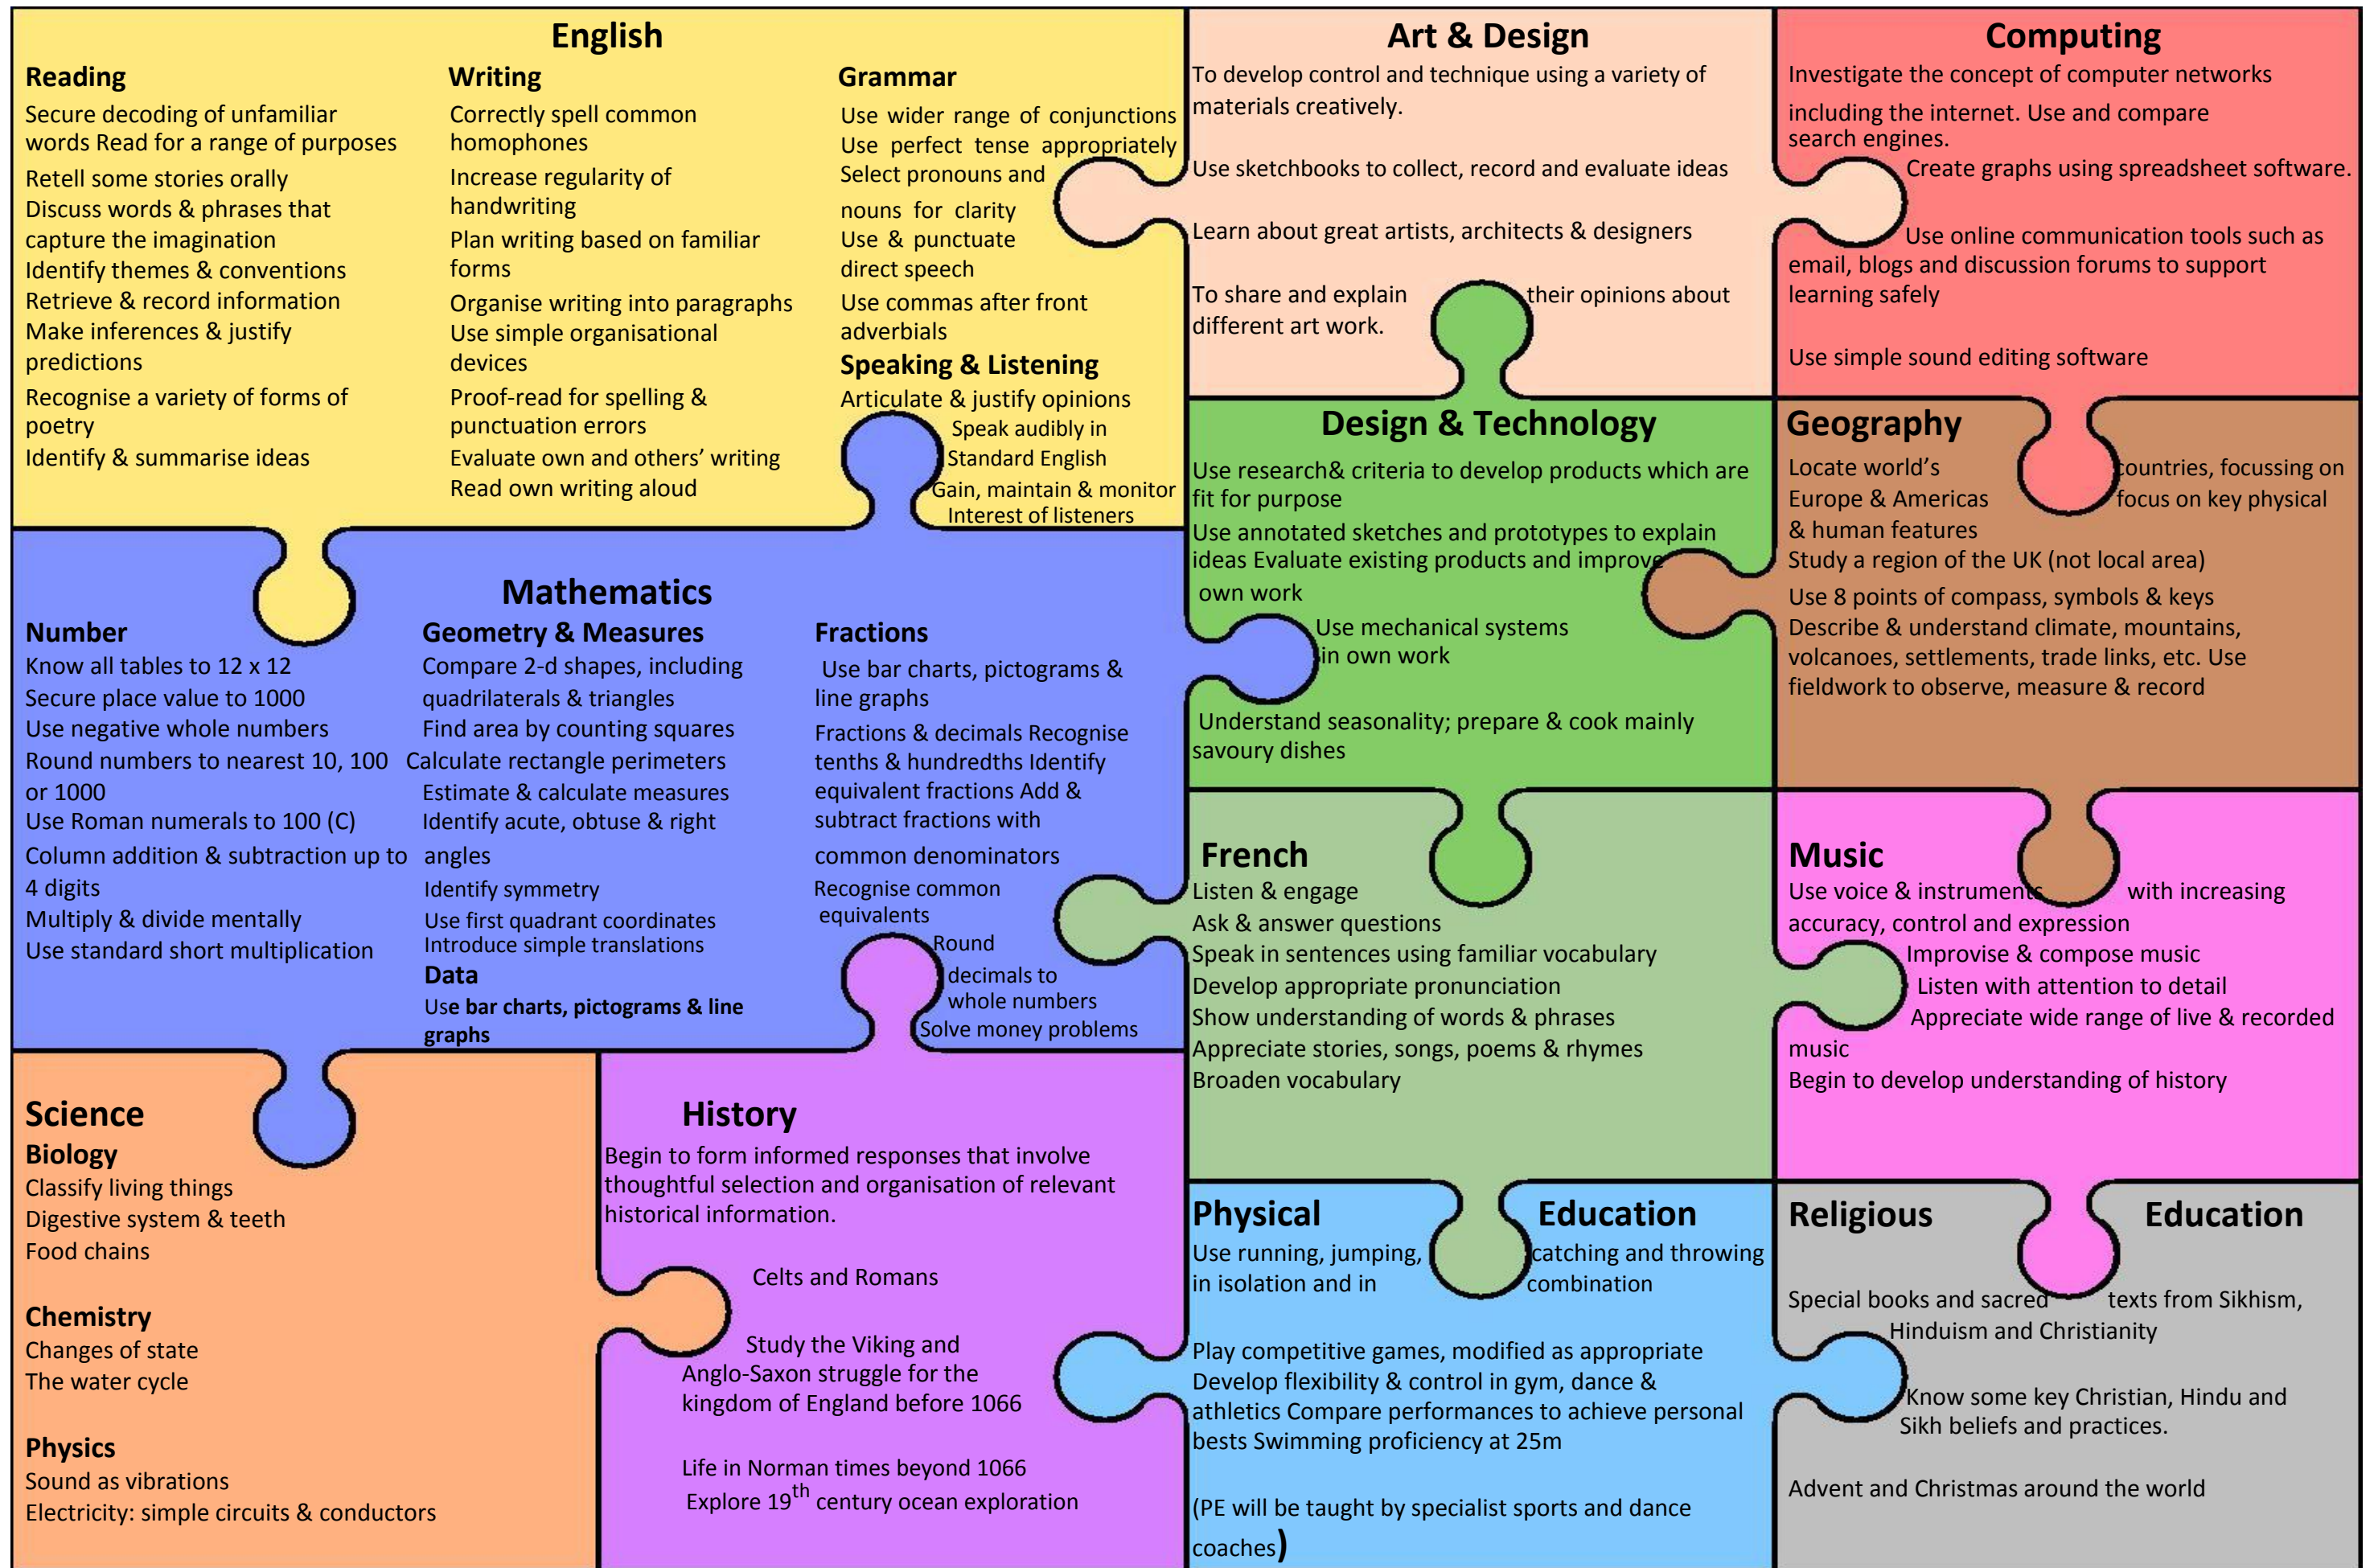 English
Reading
Secure decoding of unfamiliar
words Read for a range of purposes
Retell some stories orally
Discuss words & phrases that
capture the imagination
Identify themes & conventions
Retrieve & record information
Make inferences & justify
predictions
Recognise a variety of forms of
poetry
Identify & summarise ideas
Writing
Correctly spell common
homophones
Increase regularity of
handwriting
Plan writing based on familiar
forms
Organise writing into paragraphs
Use simple organisational
devices
Proof-read for spelling &
punctuation errors
Evaluate own and others’ writing
Read own writing aloud
Grammar
Use wider range of conjunctions
Use perfect tense appropriately
Select pronouns and
nouns for clarity
Use & punctuate
direct speech
Use commas after front
adverbials
Speaking & Listening
Articulate & justify opinions
Speak audibly in
Standard English
Gain, maintain & monitor
Interest of listeners
Art & Design
To develop control and technique using a variety of
materials creatively.
Use sketchbooks to collect, record and evaluate ideas
Learn about great artists, architects & designers
To share and explain their opinions about
different art work.
Computing
Investigate the concept of computer networks
including the internet. Use and compare
search engines.
Create graphs using spreadsheet software.
Use online communication tools such as
email, blogs and discussion forums to support
learning safely
Use simple sound editing software
Mathematics
Number
Know all tables to 12 x 12
Secure place value to 1000
Use negative whole numbers
Round numbers to nearest 10, 100
or 1000
Use Roman numerals to 100 (C)
Column addition & subtraction up to
4 digits
Multiply & divide mentally
Use standard short multiplication
Geometry & Measures
Compare 2-d shapes, including
quadrilaterals & triangles
Find area by counting squares
Calculate rectangle perimeters
Estimate & calculate measures
Identify acute, obtuse & right
angles
Identify symmetry
Use first quadrant coordinates
Introduce simple translations
Data
Use bar charts, pictograms & line
graphs
Fractions
Use bar charts, pictograms &
line graphs
Fractions & decimals Recognise
tenths & hundredths Identify
equivalent fractions Add &
subtract fractions with
common denominators
Recognise common
equivalents
Round
decimals to
whole numbers
Solve money problems
Design & Technology
Use research& criteria to develop products which are
fit for purpose
Use annotated sketches and prototypes to explain
ideas Evaluate existing products and improve
own work
Use mechanical systems
in own work
Understand seasonality; prepare & cook mainly
savoury dishes
Geography
Locate world’s countries, focussing on
Europe & Americas focus on key physical
& human features
Study a region of the UK (not local area)
Use 8 points of compass, symbols & keys
Describe & understand climate, mountains,
volcanoes, settlements, trade links, etc. Use
fieldwork to observe, measure & record
French
Listen & engage
Ask & answer questions
Speak in sentences using familiar vocabulary
Develop appropriate pronunciation
Show understanding of words & phrases
Appreciate stories, songs, poems & rhymes
Broaden vocabulary
Music
Use voice & instruments with increasing
accuracy, control and expression
Improvise & compose music
Listen with attention to detail
Appreciate wide range of live & recorded
music
Begin to develop understanding of history
Science
Biology
Classify living things
Digestive system & teeth
Food chains
Chemistry
Changes of state
The water cycle
Physics
Sound as vibrations
Electricity: simple circuits & conductors
History
Begin to form informed responses that involve
thoughtful selection and organisation of relevant
historical information.
Celts and Romans
Study the Viking and
Anglo-Saxon struggle for the
kingdom of England before 1066
Life in Norman times beyond 1066
Explore 19th century ocean exploration
Physical Education
Use running, jumping, catching and throwing
in isolation and in combination
Play competitive games, modified as appropriate
Develop flexibility & control in gym, dance &
athletics Compare performances to achieve personal
bests Swimming proficiency at 25m
(PE will be taught by specialist sports and dance
coaches)
Religious Education
Special books and sacred texts from Sikhism,
Hinduism and Christianity
Know some key Christian, Hindu and
Sikh beliefs and practices.
Advent and Christmas around the world